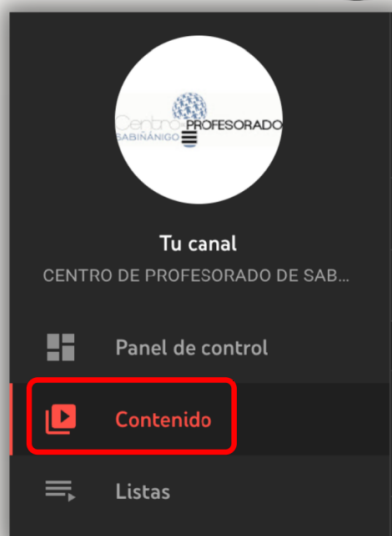 Centro PROFESORADO
SABIÑÁNIGO
Tu canal
CENTRO DE PROFESORADO DE SAB...
Panel de control
Contenido
Listas